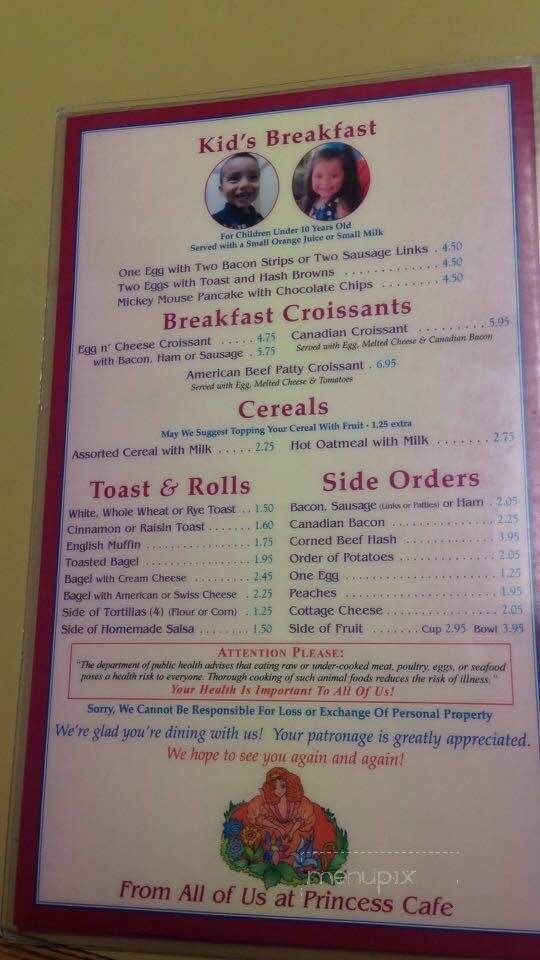 Kid's Breakfast
For Children Under 10 Years Old
Served with a Small Orange Juice or Small Milk
One Egg with Two Bacon Strips or Two Sausage Links . 4.50
Two Eggs with Toast and Hash Browns . . . . . . . . . . . . . 4.50
Mickey Mouse Pancake with Chocolate Chips . . . . . . . . 4.50
Breakfast Croissants
Egg n' Cheese Croissant . . . . . 4.75
with Bacon, Ham or Sausage . 5.75
Canadian Croissant . . . . . . . . . 5.95
Served with Egg, Melted Cheese & Canadian Bacon
American Beef Patty Croissant . 6.95
Served with Egg, Melted Cheese & Tomatoes
Cereals
May We Suggest Topping Your Cereal With Fruit - 1.25 extra
Assorted Cereal with Milk . . . . . 2.75
Hot Oatmeal with Milk . . . . . . . 2.75
Toast & Rolls
White, Whole Wheat or Rye Toast . . 1.50
Cinnamon or Raisin Toast . . . . . . . 1.60
English Muffin . . . . . . . . . . . . . . . . 1.75
Toasted Bagel . . . . . . . . . . . . . . . . 1.95
Bagel with Cream Cheese . . . . . . . . 2.45
Bagel with American or Swiss Cheese . 2.25
Side of Tortillas (4) (Flour or Corn) . 1.25
Side of Homemade Salsa . . . . . . . . 1.50
Side Orders
Bacon, Sausage (Links or Patties) or Ham . 2.05
Canadian Bacon . . . . . . . . . . . . . . . 2.25
Corned Beef Hash . . . . . . . . . . . . . . 3.95
Order of Potatoes . . . . . . . . . . . . . . 2.05
One Egg . . . . . . . . . . . . . . . . . . . . . 1.25
Peaches . . . . . . . . . . . . . . . . . . . . . 1.95
Cottage Cheese . . . . . . . . . . . . . . . . 2.05
Side of Fruit . . . . . . . Cup 2.95 Bowl 3.95
ATTENTION PLEASE:
"The department of public health advises that eating raw or under-cooked meat, poultry, eggs, or seafood
poses a health risk to everyone. Thorough cooking of such animal foods reduces the risk of illness."
Your Health Is Important To All Of Us!
Sorry, We Cannot Be Responsible For Loss or Exchange Of Personal Property
We're glad you're dining with us! Your patronage is greatly appreciated.
We hope to see you again and again!
menupix
From All of Us at Princess Cafe